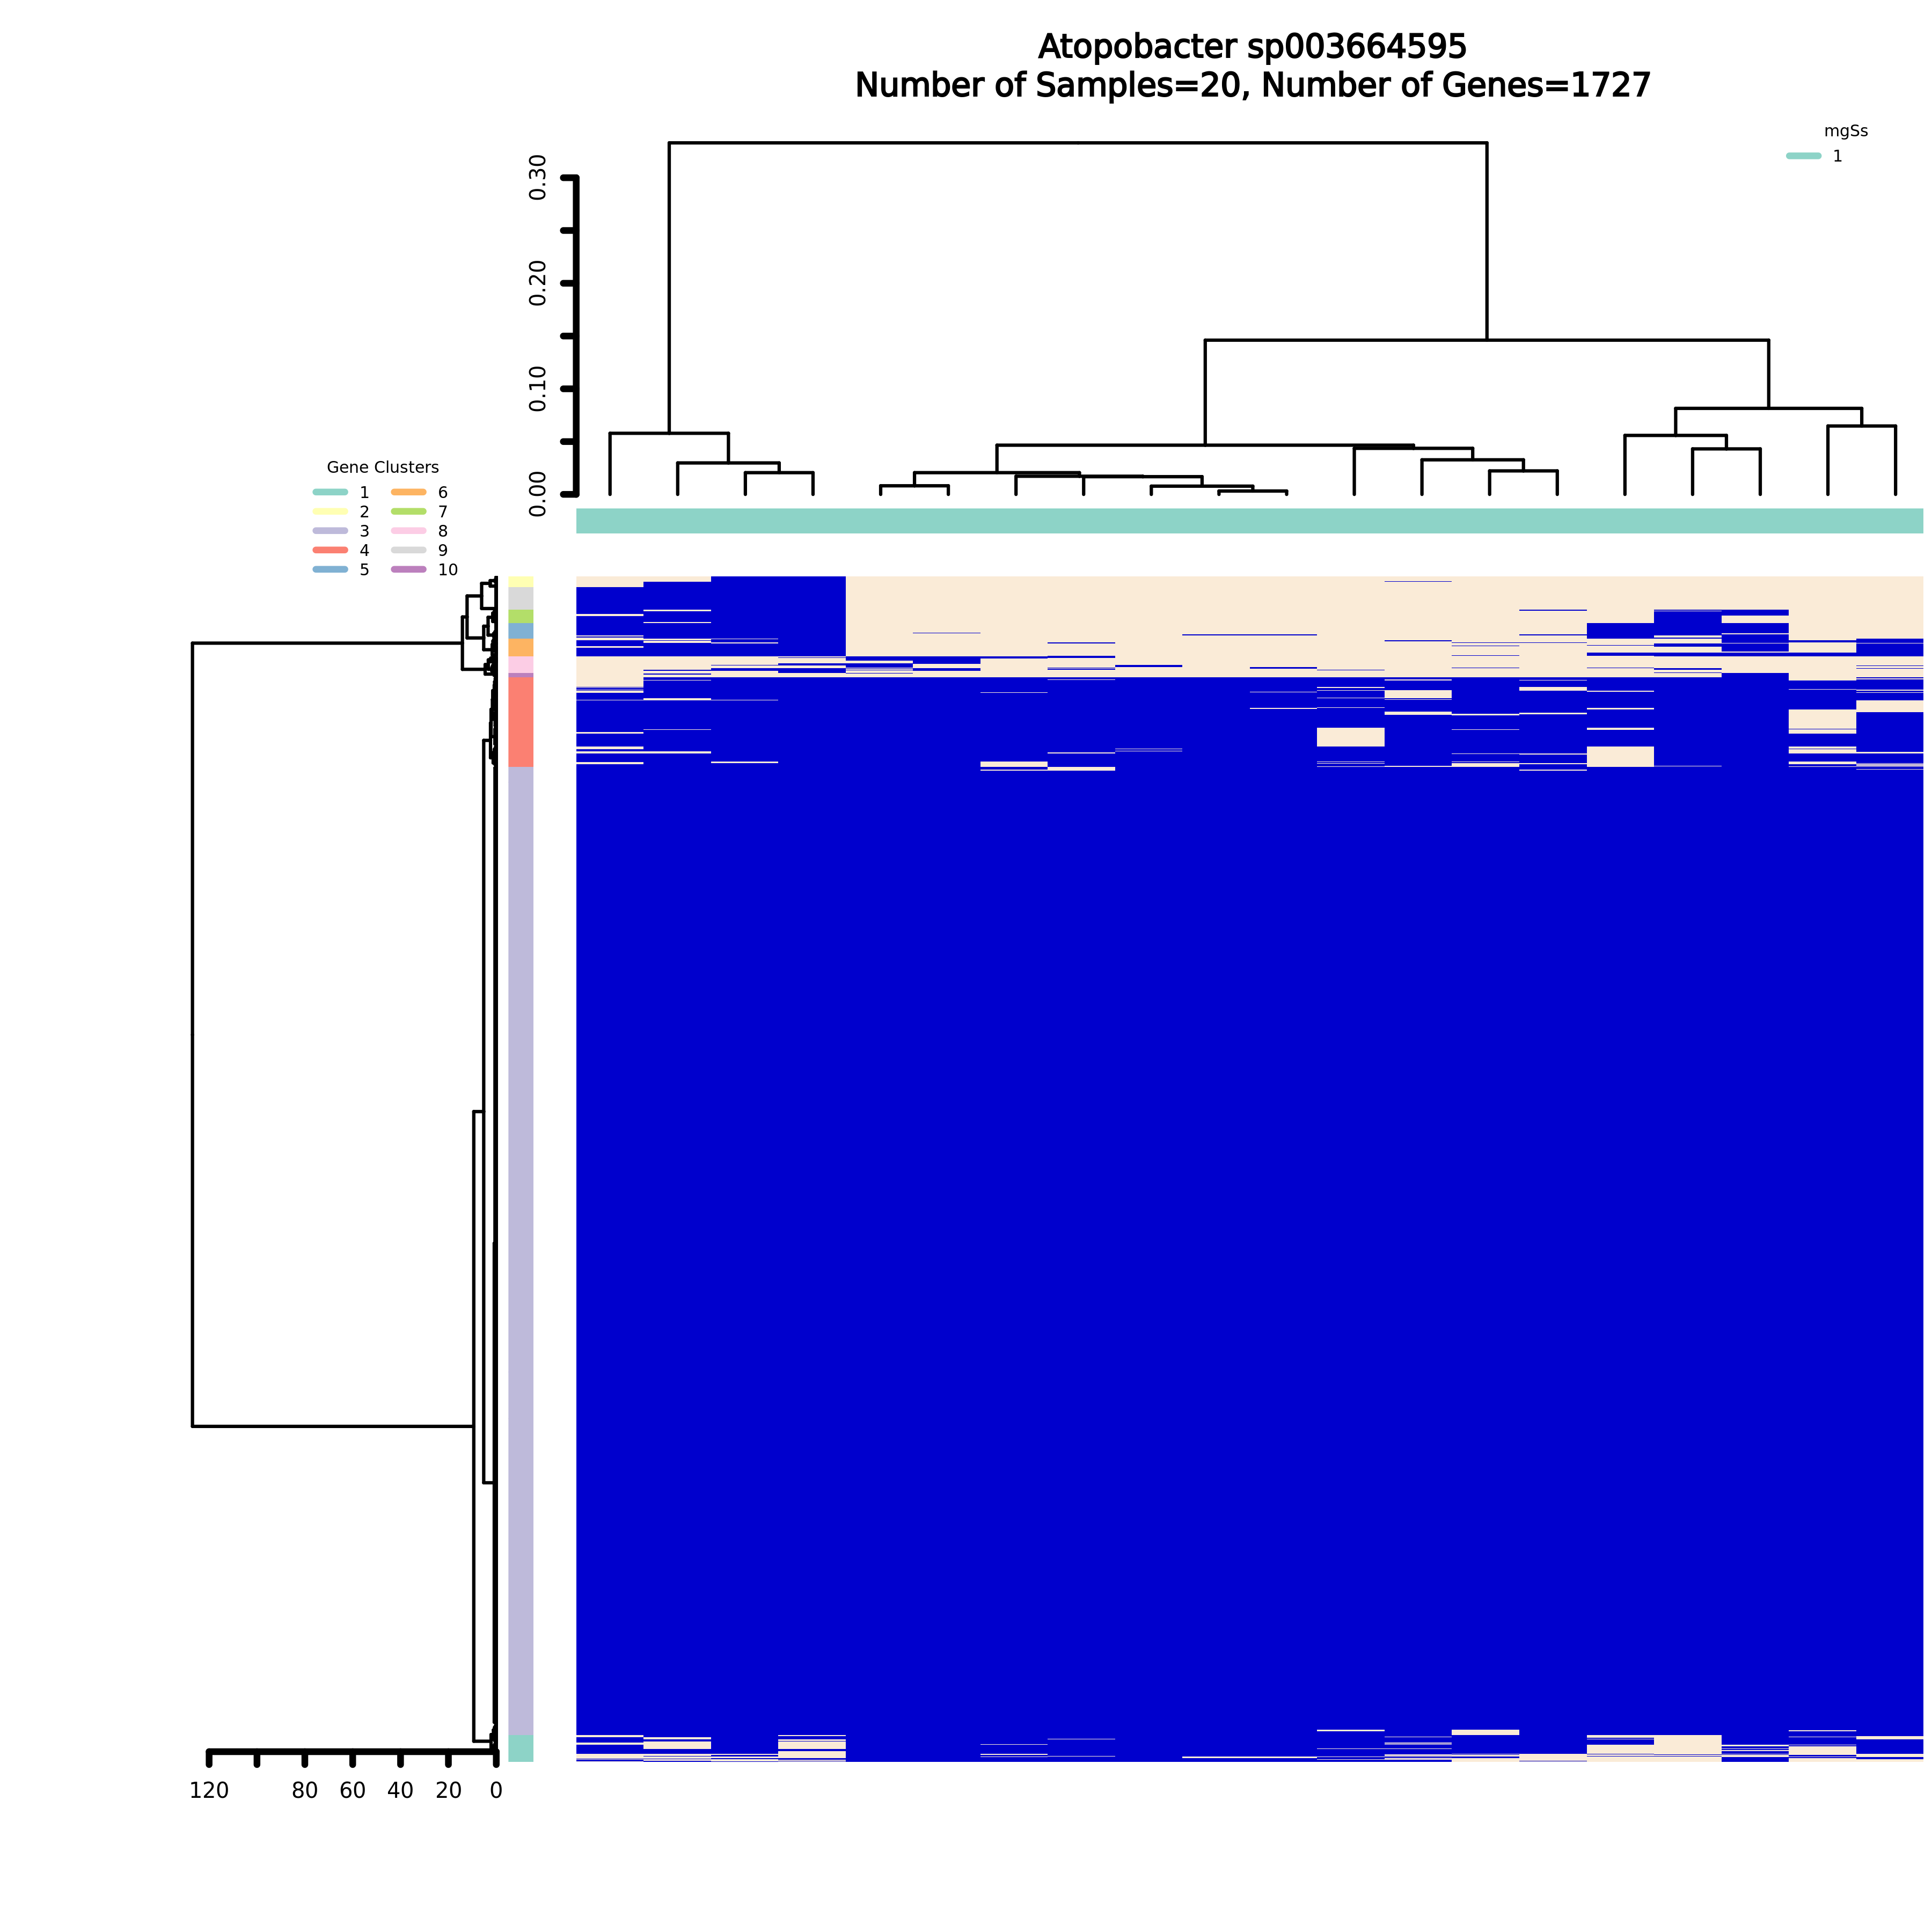 Atopobacter sp003664595
Number of Samples=20, Number of Genes=1727
mgSs
1
0.30
0.20
0.10
0.00
Gene Clusters
1 6
2 7
3 8
4 9
5 10
120 80 60 40 20 0